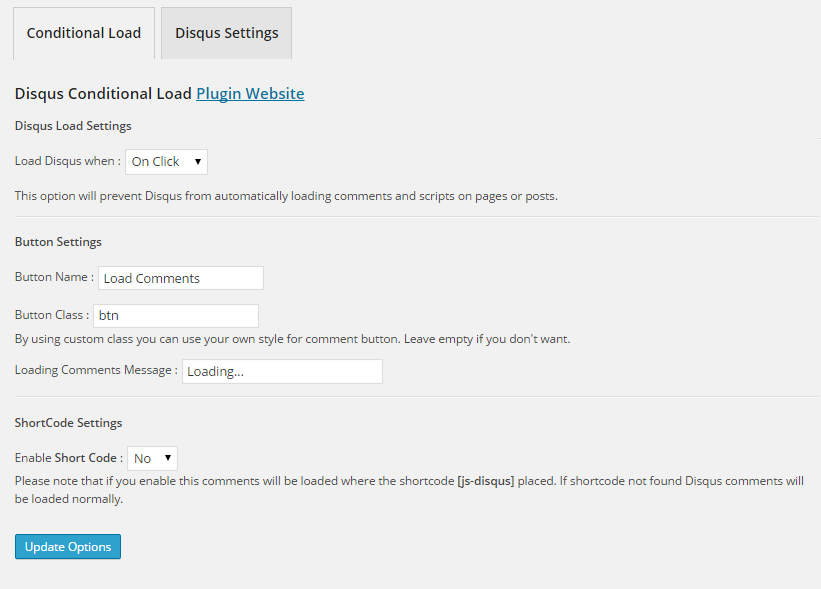 Conditional Load Disqus Settings
Disqus Conditional Load Plugin Website
Disqus Load Settings
Load Disqus when : On Click
This option will prevent Disqus from automatically loading comments and scripts on pages or posts.
Button Settings
Button Name : Load Comments
Button Class : btn
By using custom class you can use your own style for comment button. Leave empty if you don't want.
Loading Comments Message : Loading...
ShortCode Settings
Enable Short Code : No
Please note that if you enable this comments will be loaded where the shortcode [js-disqus] placed. If shortcode not found Disqus comments will
be loaded normally.
Update Options